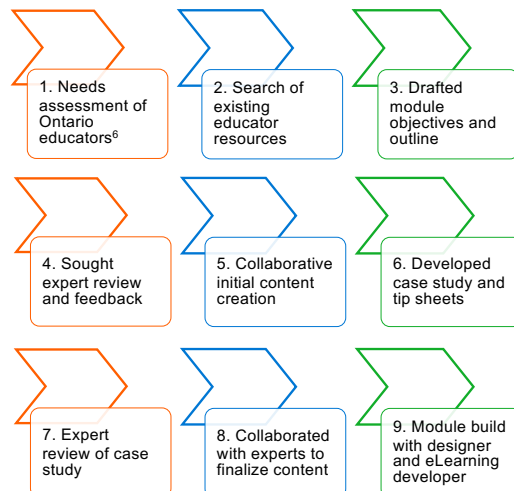 1. Needs
assessment of
Ontario
educators⁶
2. Search of
existing
educator
resources
3. Drafted
module
objectives and
outline
4. Sought
expert review
and feedback
5. Collaborative
initial content
creation
6. Developed
case study and
tip sheets
7. Expert
review of case
study
8. Collaborated
with experts to
finalize content
9. Module build
with designer
and eLearning
developer